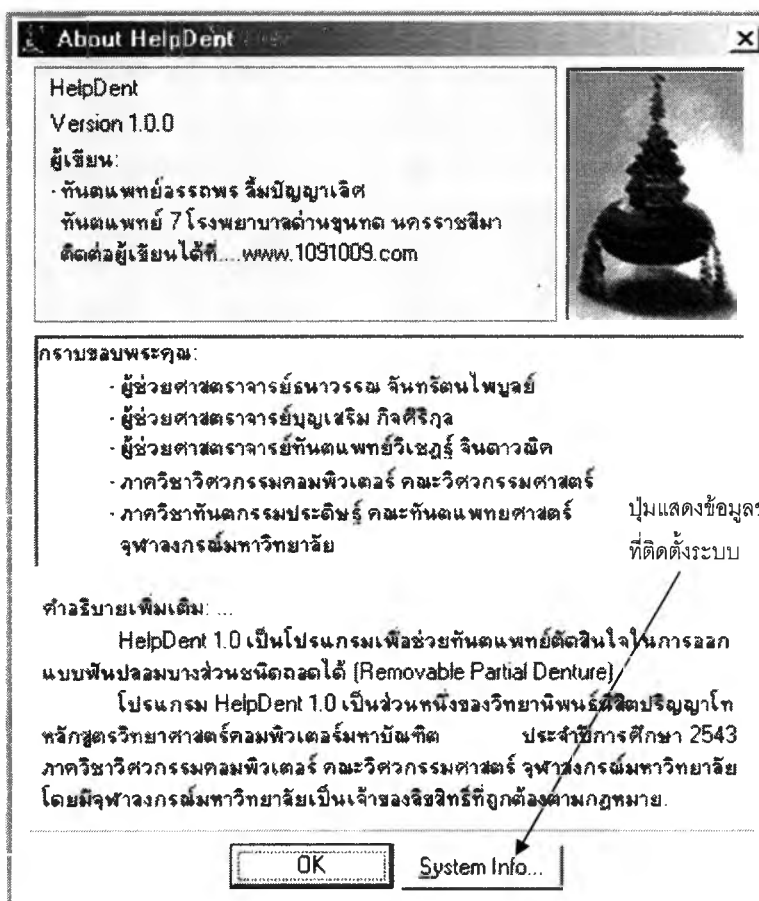 About HelpDent
HelpDent
Version 1.0.0
ผู้เขียน:
- ทันตแพทย์อรรถพร ลิ้มปัญญาเลิศ
ทันตแพทย์ 7 โรงพยาบาลด่านขุนทด นครราชสีมา
ติดต่อผู้เขียนได้ที่....www.1091009.com
กราบขอบพระคุณ:
- ผู้ช่วยศาสตราจารย์ธนาวรรณ จันทรัตนไพบูลย์
- ผู้ช่วยศาสตราจารย์บุญเสริม กิจศิริกุล
- ผู้ช่วยศาสตราจารย์ทันตแพทย์วิเชฏฐ์ จินดาวณิค
- ภาควิชาวิศวกรรมคอมพิวเตอร์ คณะวิศวกรรมศาสตร์
- ภาควิชาทันตกรรมประดิษฐ์ คณะทันตแพทยศาสตร์
จุฬาลงกรณ์มหาวิทยาลัย
ปุ่มแสดงข้อมูลข
ที่ติดตั้งระบบ
คำอธิบายเพิ่มเติม: ...
HelpDent 1.0 เป็นโปรแกรมเพื่อช่วยทันตแพทย์ตัดสินใจในการออก
แบบฟันปลอมบางส่วนชนิดถอดได้ (Removable Partial Denture)
โปรแกรม HelpDent 1.0 เป็นส่วนหนึ่งของวิทยานิพนธ์นิสิตปริญญาโท
หลักสูตรวิทยาศาสตร์คอมพิวเตอร์มหาบัณฑิต ประจำปีการศึกษา 2543
ภาควิชาวิศวกรรมคอมพิวเตอร์ คณะวิศวกรรมศาสตร์ จุฬาลงกรณ์มหาวิทยาลัย
โดยมีจุฬาลงกรณ์มหาวิทยาลัยเป็นเจ้าของลิขสิทธิ์ที่ถูกต้องตามกฎหมาย.
OK
System Info...